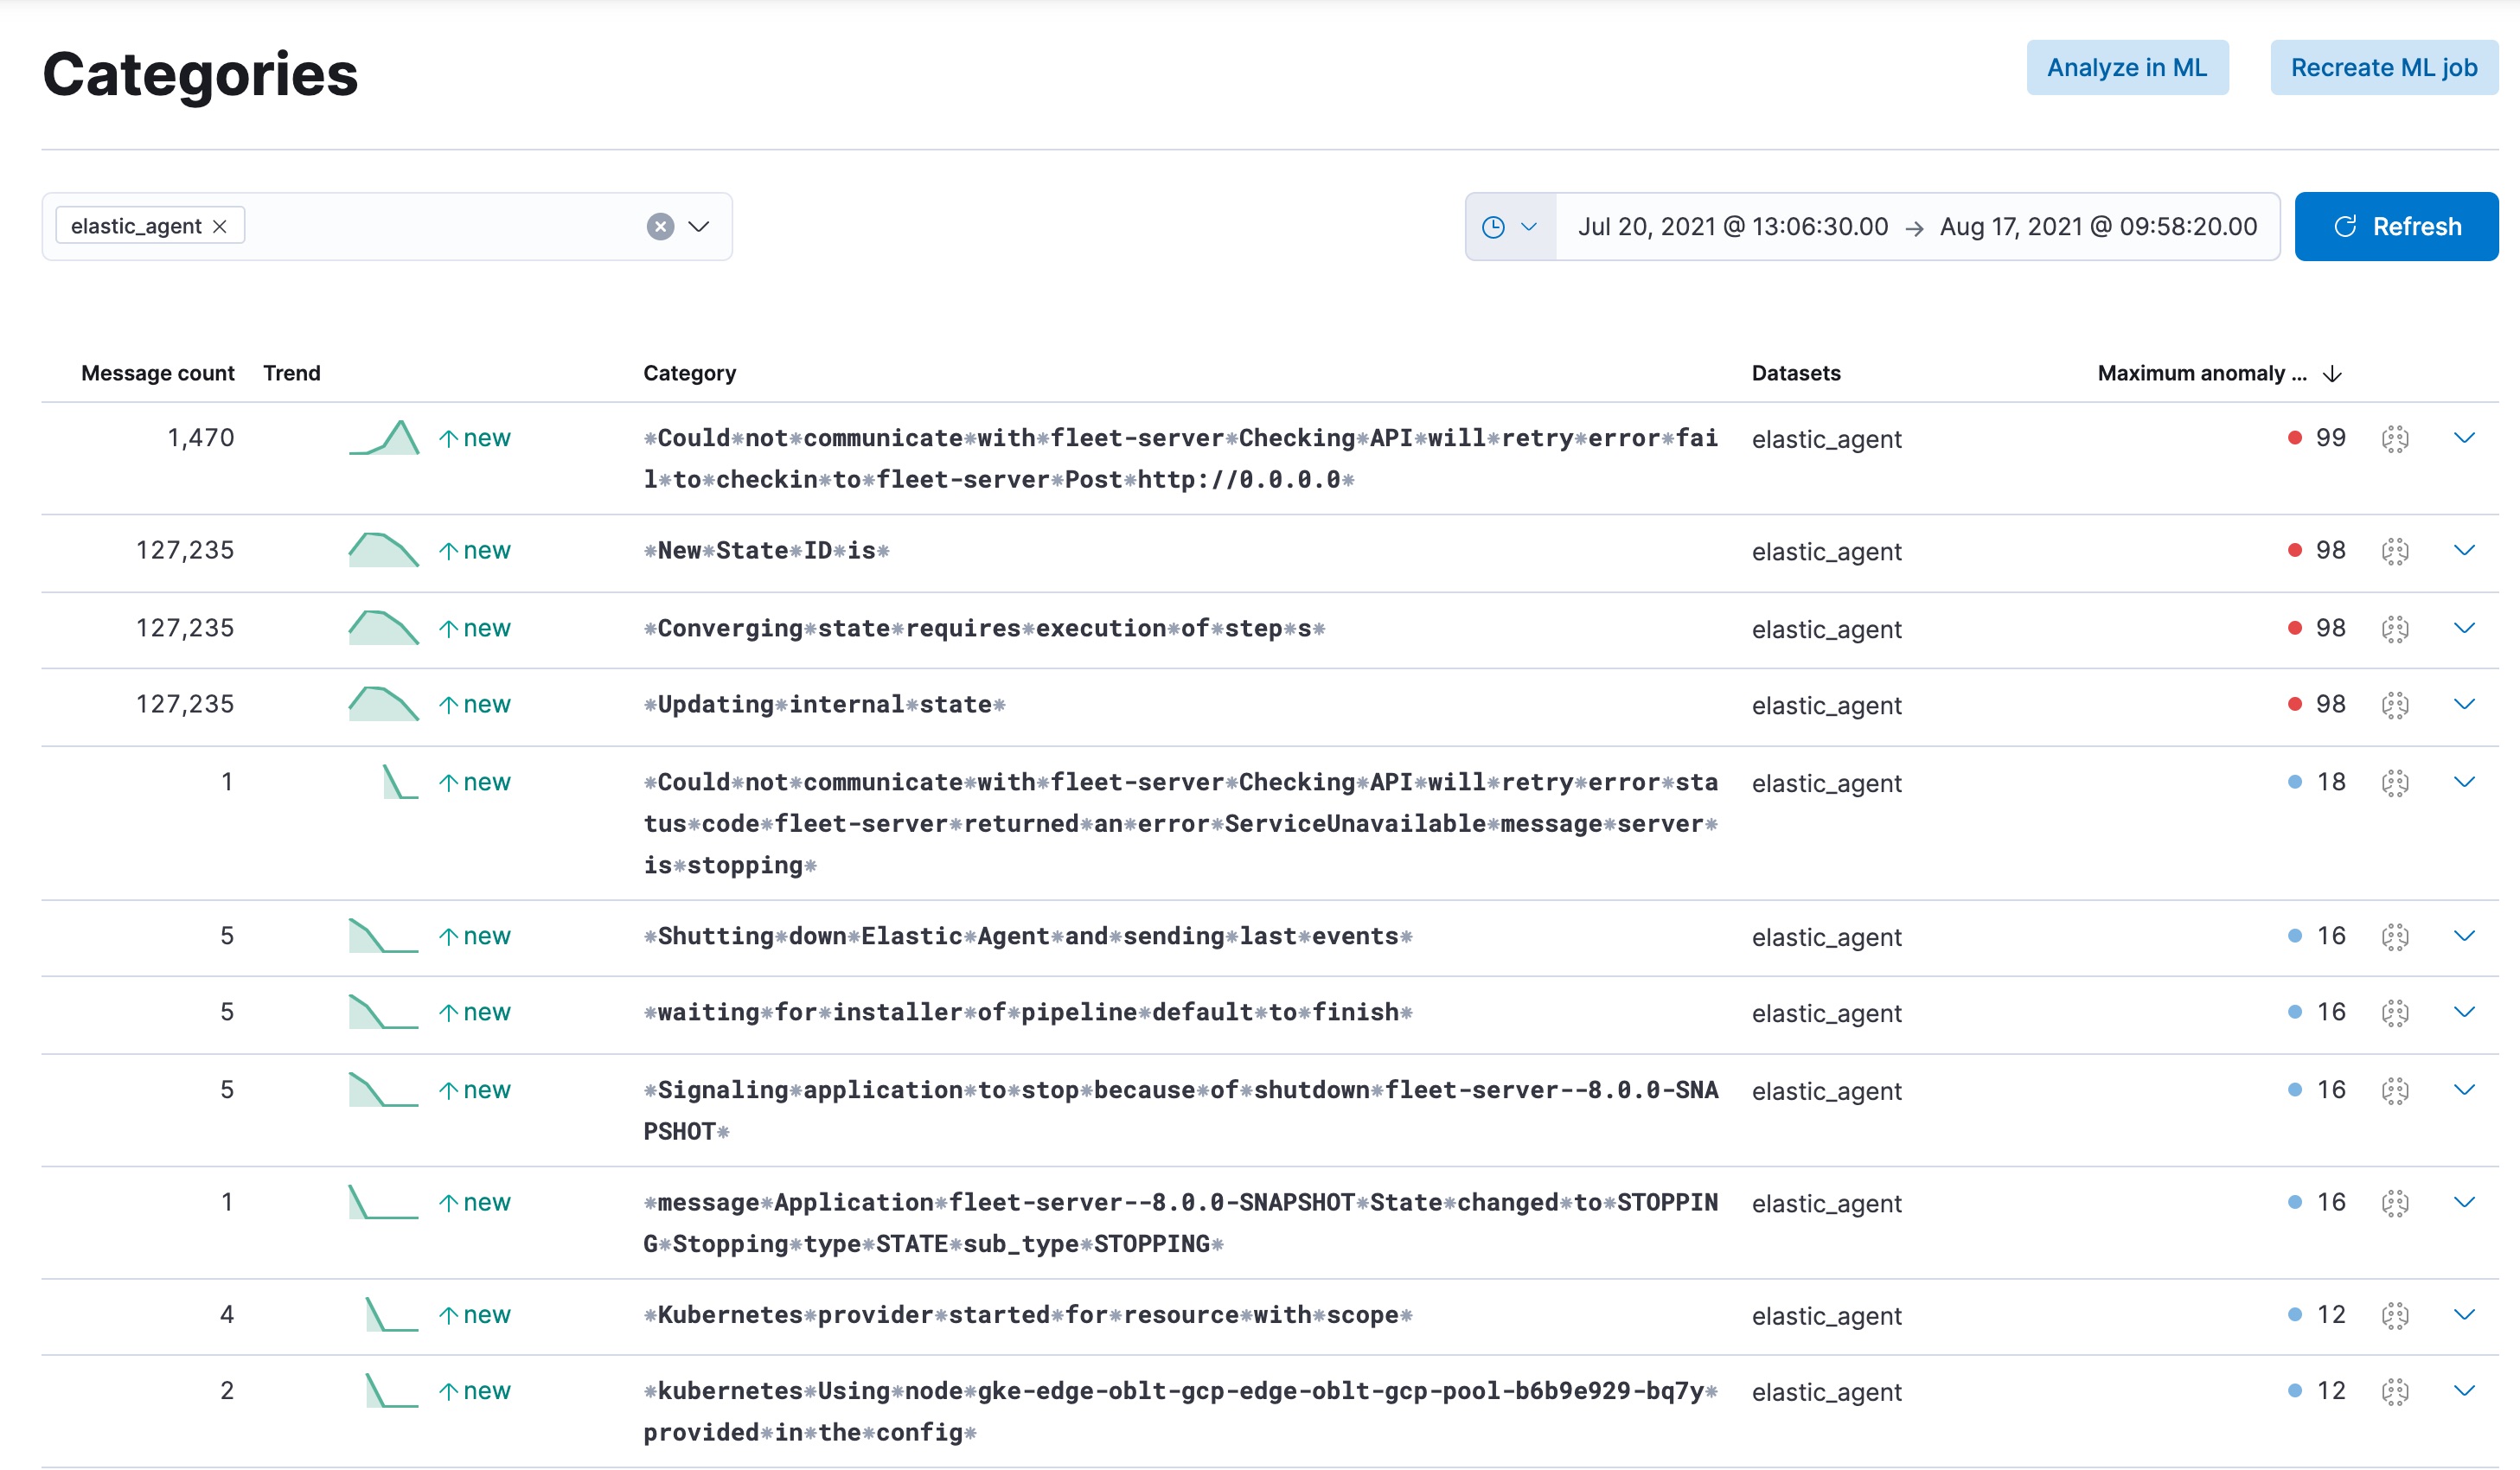 Categories
Analyze in ML
Recreate ML job
elastic_agent
Jul 20, 2021 @ 13:06:30.00 → Aug 17, 2021 @ 09:58:20.00
Refresh
Message count Trend Category Datasets Maximum anomaly ... ↓
1,470 ↑ new *Could*not*communicate*with*fleet-server*Checking*API*will*retry*error*fai elastic_agent 99
l*to*checkin*to*fleet-server*Post*http://0.0.0.0*
127,235 ↑ new *New*State*ID*is* elastic_agent 98
127,235 ↑ new *Converging*state*requires*execution*of*step*s* elastic_agent 98
127,235 ↑ new *Updating*internal*state* elastic_agent 98
1 ↑ new *Could*not*communicate*with*fleet-server*Checking*API*will*retry*error*sta elastic_agent 18
tus*code*fleet-server*returned*an*error*ServiceUnavailable*message*server*
is*stopping*
5 ↑ new *Shutting*down*Elastic*Agent*and*sending*last*events* elastic_agent 16
5 ↑ new *waiting*for*installer*of*pipeline*default*to*finish* elastic_agent 16
5 ↑ new *Signaling*application*to*stop*because*of*shutdown*fleet-server--8.0.0-SNA elastic_agent 16
PSHOT*
1 ↑ new *message*Application*fleet-server--8.0.0-SNAPSHOT*State*changed*to*STOPPIN elastic_agent 16
G*Stopping*type*STATE*sub_type*STOPPING*
4 ↑ new *Kubernetes*provider*started*for*resource*with*scope* elastic_agent 12
2 ↑ new *kubernetes*Using*node*gke-edge-oblt-gcp-edge-oblt-gcp-pool-b6b9e929-bq7y* elastic_agent 12
provided*in*the*config*